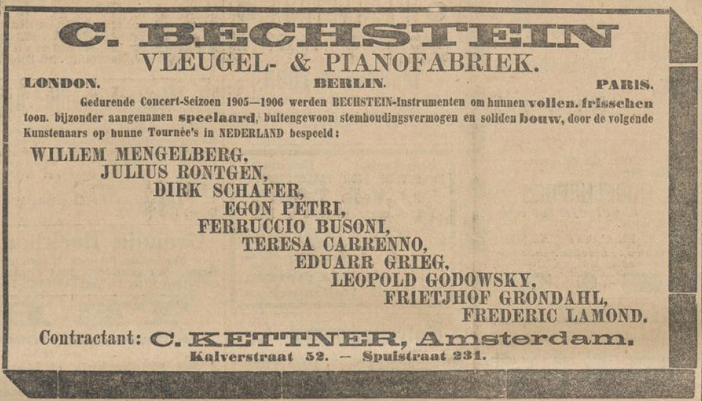 C. BECHSTEIN
VLEUGEL- & PIANOFABRIEK.
LONDON. BERLIN. PARIS.
Gedurende Concert-Seizoen 1905—1906 werden BECHSTEIN-Instrumenten om hunnen vollen, frisschen
toon, bijzonder aangenamen speelaard, buitengewoon stemhoudingsvermogen en soliden bouw, door de volgende
Kunstenaars op hunne Tournée's in NEDERLAND bespeeld:
WILLEM MENGELBERG,
JULIUS RONTGEN,
DIRK SCHAFER,
EGON PETRI,
FERRUCCIO BUSONI,
TERESA CARRENNO,
EDUARR GRIEG,
LEOPOLD GODOWSKY,
FRIETJHOF GRONDAHL,
FREDERIC LAMOND.
Contractant: C. KETTNER, Amsterdam,
Kalverstraat 52. — Spuistraat 231.